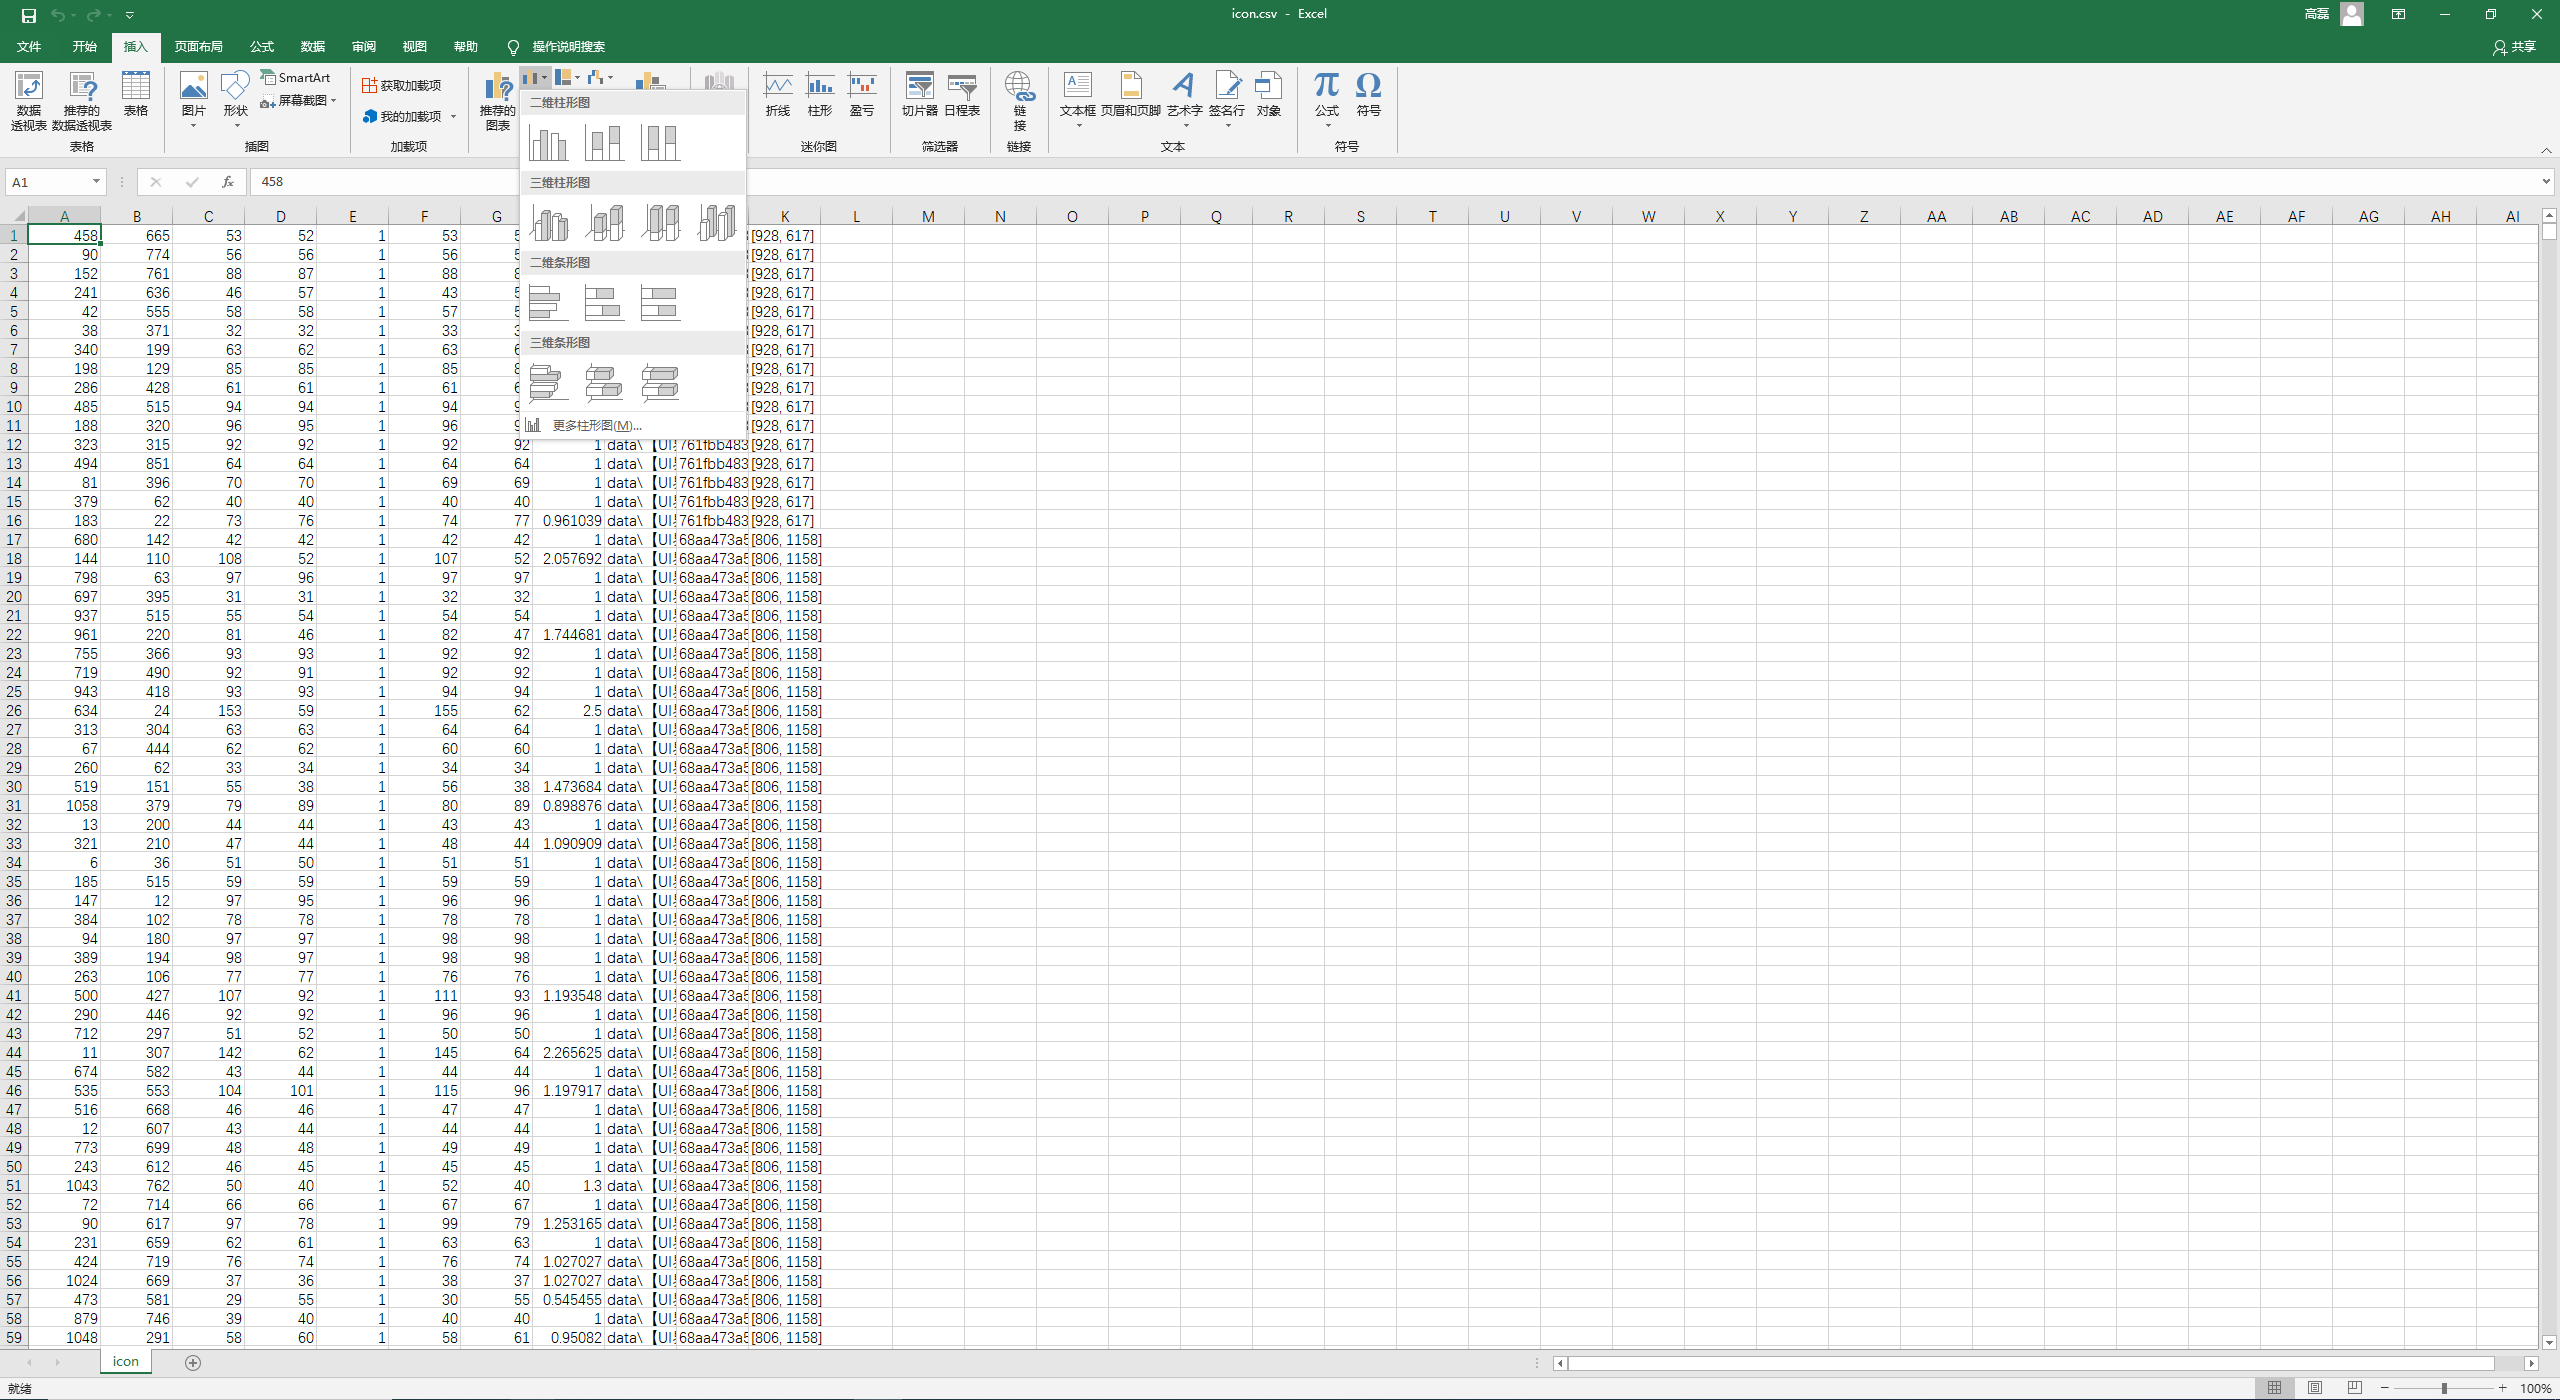 icon.csv - Excel
高磊
文件 开始 插入 页面布局 公式 数据 审阅 视图 帮助 操作说明搜索 共享
数据透视表 推荐的数据透视表 表格
图片 形状 SmartArt 屏幕截图
获取加载项 我的加载项
推荐的图表
折线 柱形 盈亏
切片器 日程表
链接
文本框 页眉和页脚 艺术字 签名行 对象
公式 符号
表格 插图 加载项 迷你图 筛选器 链接 文本 符号
二维柱形图
三维柱形图
二维条形图
三维条形图
更多柱形图(M)...
A1 fx 458
A B C D E F G K L M N O P Q R S T U V W X Y Z AA AB AC AD AE AF AG AH AI
1 458 665 53 52 1 53 [928, 617]
2 90 774 56 56 1 56 [928, 617]
3 152 761 88 87 1 88 [928, 617]
4 241 636 46 57 1 43 [928, 617]
5 42 555 58 58 1 57 [928, 617]
6 38 371 32 32 1 33 [928, 617]
7 340 199 63 62 1 63 [928, 617]
8 198 129 85 85 1 85 [928, 617]
9 286 428 61 61 1 61 [928, 617]
10 485 515 94 94 1 94 [928, 617]
11 188 320 96 95 1 96 [928, 617]
12 323 315 92 92 1 92 92 1 data\【UI 761fbb483 [928, 617]
13 494 851 64 64 1 64 64 1 data\【UI 761fbb483 [928, 617]
14 81 396 70 70 1 69 69 1 data\【UI 761fbb483 [928, 617]
15 379 62 40 40 1 40 40 1 data\【UI 761fbb483 [928, 617]
16 183 22 73 76 1 74 77 0.961039 data\【UI 761fbb483 [928, 617]
17 680 142 42 42 1 42 42 1 data\【UI 68aa473a5 [806, 1158]
18 144 110 108 52 1 107 52 2.057692 data\【UI 68aa473a5 [806, 1158]
19 798 63 97 96 1 97 97 1 data\【UI 68aa473a5 [806, 1158]
20 697 395 31 31 1 32 32 1 data\【UI 68aa473a5 [806, 1158]
21 937 515 55 54 1 54 54 1 data\【UI 68aa473a5 [806, 1158]
22 961 220 81 46 1 82 47 1.744681 data\【UI 68aa473a5 [806, 1158]
23 755 366 93 93 1 92 92 1 data\【UI 68aa473a5 [806, 1158]
24 719 490 92 91 1 92 92 1 data\【UI 68aa473a5 [806, 1158]
25 943 418 93 93 1 94 94 1 data\【UI 68aa473a5 [806, 1158]
26 634 24 153 59 1 155 62 2.5 data\【UI 68aa473a5 [806, 1158]
27 313 304 63 63 1 64 64 1 data\【UI 68aa473a5 [806, 1158]
28 67 444 62 62 1 60 60 1 data\【UI 68aa473a5 [806, 1158]
29 260 62 33 34 1 34 34 1 data\【UI 68aa473a5 [806, 1158]
30 519 151 55 38 1 56 38 1.473684 data\【UI 68aa473a5 [806, 1158]
31 1058 379 79 89 1 80 89 0.898876 data\【UI 68aa473a5 [806, 1158]
32 13 200 44 44 1 43 43 1 data\【UI 68aa473a5 [806, 1158]
33 321 210 47 44 1 48 44 1.090909 data\【UI 68aa473a5 [806, 1158]
34 6 36 51 50 1 51 51 1 data\【UI 68aa473a5 [806, 1158]
35 185 515 59 59 1 59 59 1 data\【UI 68aa473a5 [806, 1158]
36 147 12 97 95 1 96 96 1 data\【UI 68aa473a5 [806, 1158]
37 384 102 78 78 1 78 78 1 data\【UI 68aa473a5 [806, 1158]
38 94 180 97 97 1 98 98 1 data\【UI 68aa473a5 [806, 1158]
39 389 194 98 97 1 98 98 1 data\【UI 68aa473a5 [806, 1158]
40 263 106 77 77 1 76 76 1 data\【UI 68aa473a5 [806, 1158]
41 500 427 107 92 1 111 93 1.193548 data\【UI 68aa473a5 [806, 1158]
42 290 446 92 92 1 96 96 1 data\【UI 68aa473a5 [806, 1158]
43 712 297 51 52 1 50 50 1 data\【UI 68aa473a5 [806, 1158]
44 11 307 142 62 1 145 64 2.265625 data\【UI 68aa473a5 [806, 1158]
45 674 582 43 44 1 44 44 1 data\【UI 68aa473a5 [806, 1158]
46 535 553 104 101 1 115 96 1.197917 data\【UI 68aa473a5 [806, 1158]
47 516 668 46 46 1 47 47 1 data\【UI 68aa473a5 [806, 1158]
48 12 607 43 44 1 44 44 1 data\【UI 68aa473a5 [806, 1158]
49 773 699 48 48 1 49 49 1 data\【UI 68aa473a5 [806, 1158]
50 243 612 46 45 1 45 45 1 data\【UI 68aa473a5 [806, 1158]
51 1043 762 50 40 1 52 40 1.3 data\【UI 68aa473a5 [806, 1158]
52 72 714 66 66 1 67 67 1 data\【UI 68aa473a5 [806, 1158]
53 90 617 97 78 1 99 79 1.253165 data\【UI 68aa473a5 [806, 1158]
54 231 659 62 61 1 63 63 1 data\【UI 68aa473a5 [806, 1158]
55 424 719 76 74 1 76 74 1.027027 data\【UI 68aa473a5 [806, 1158]
56 1024 669 37 36 1 38 37 1.027027 data\【UI 68aa473a5 [806, 1158]
57 473 581 29 55 1 30 55 0.545455 data\【UI 68aa473a5 [806, 1158]
58 879 746 39 40 1 40 40 1 data\【UI 68aa473a5 [806, 1158]
59 1048 291 58 60 1 58 61 0.95082 data\【UI 68aa473a5 [806, 1158]
icon
就绪
100%